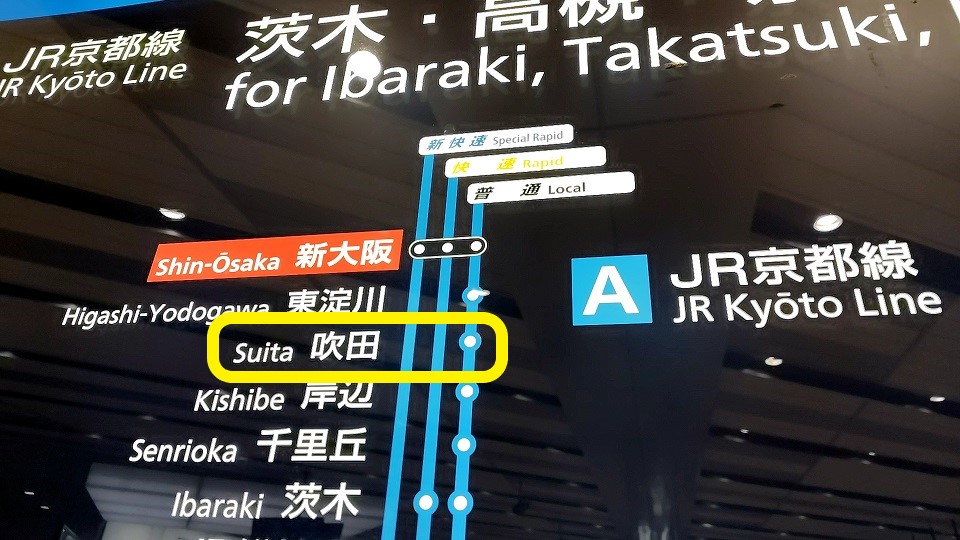 JR京都線
JR Kyōto Line
茨木・高槻・
for Ibaraki, Takatsuki,
新快速 Special Rapid
快速 Rapid
普通 Local
Shin-Ōsaka 新大阪
Higashi-Yodogawa 東淀川
Suita 吹田
Kishibe 岸辺
Senrioka 千里丘
Ibaraki 茨木
A JR京都線
JR Kyōto Line